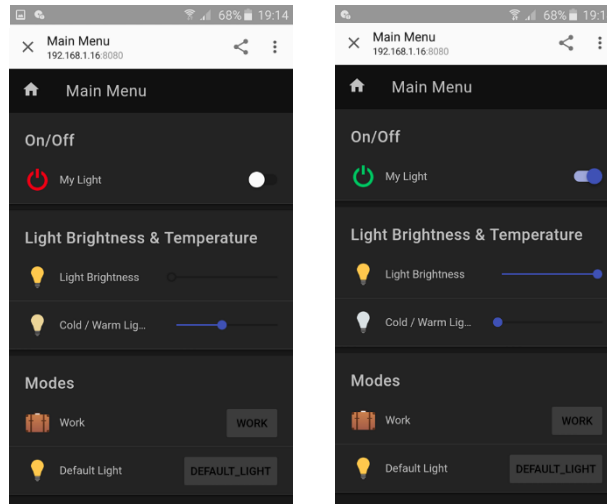 68% 19:14
Main Menu
192.168.1.16:8080
Main Menu
On/Off
My Light
Light Brightness & Temperature
Light Brightness
Cold / Warm Lig...
Modes
Work WORK
Default Light DEFAULT_LIGHT
68% 19:1
Main Menu
192.168.1.16:8080
Main Menu
On/Off
My Light
Light Brightness & Temperature
Light Brightness
Cold / Warm Lig...
Modes
Work WORK
Default Light DEFAULT_LIGHT